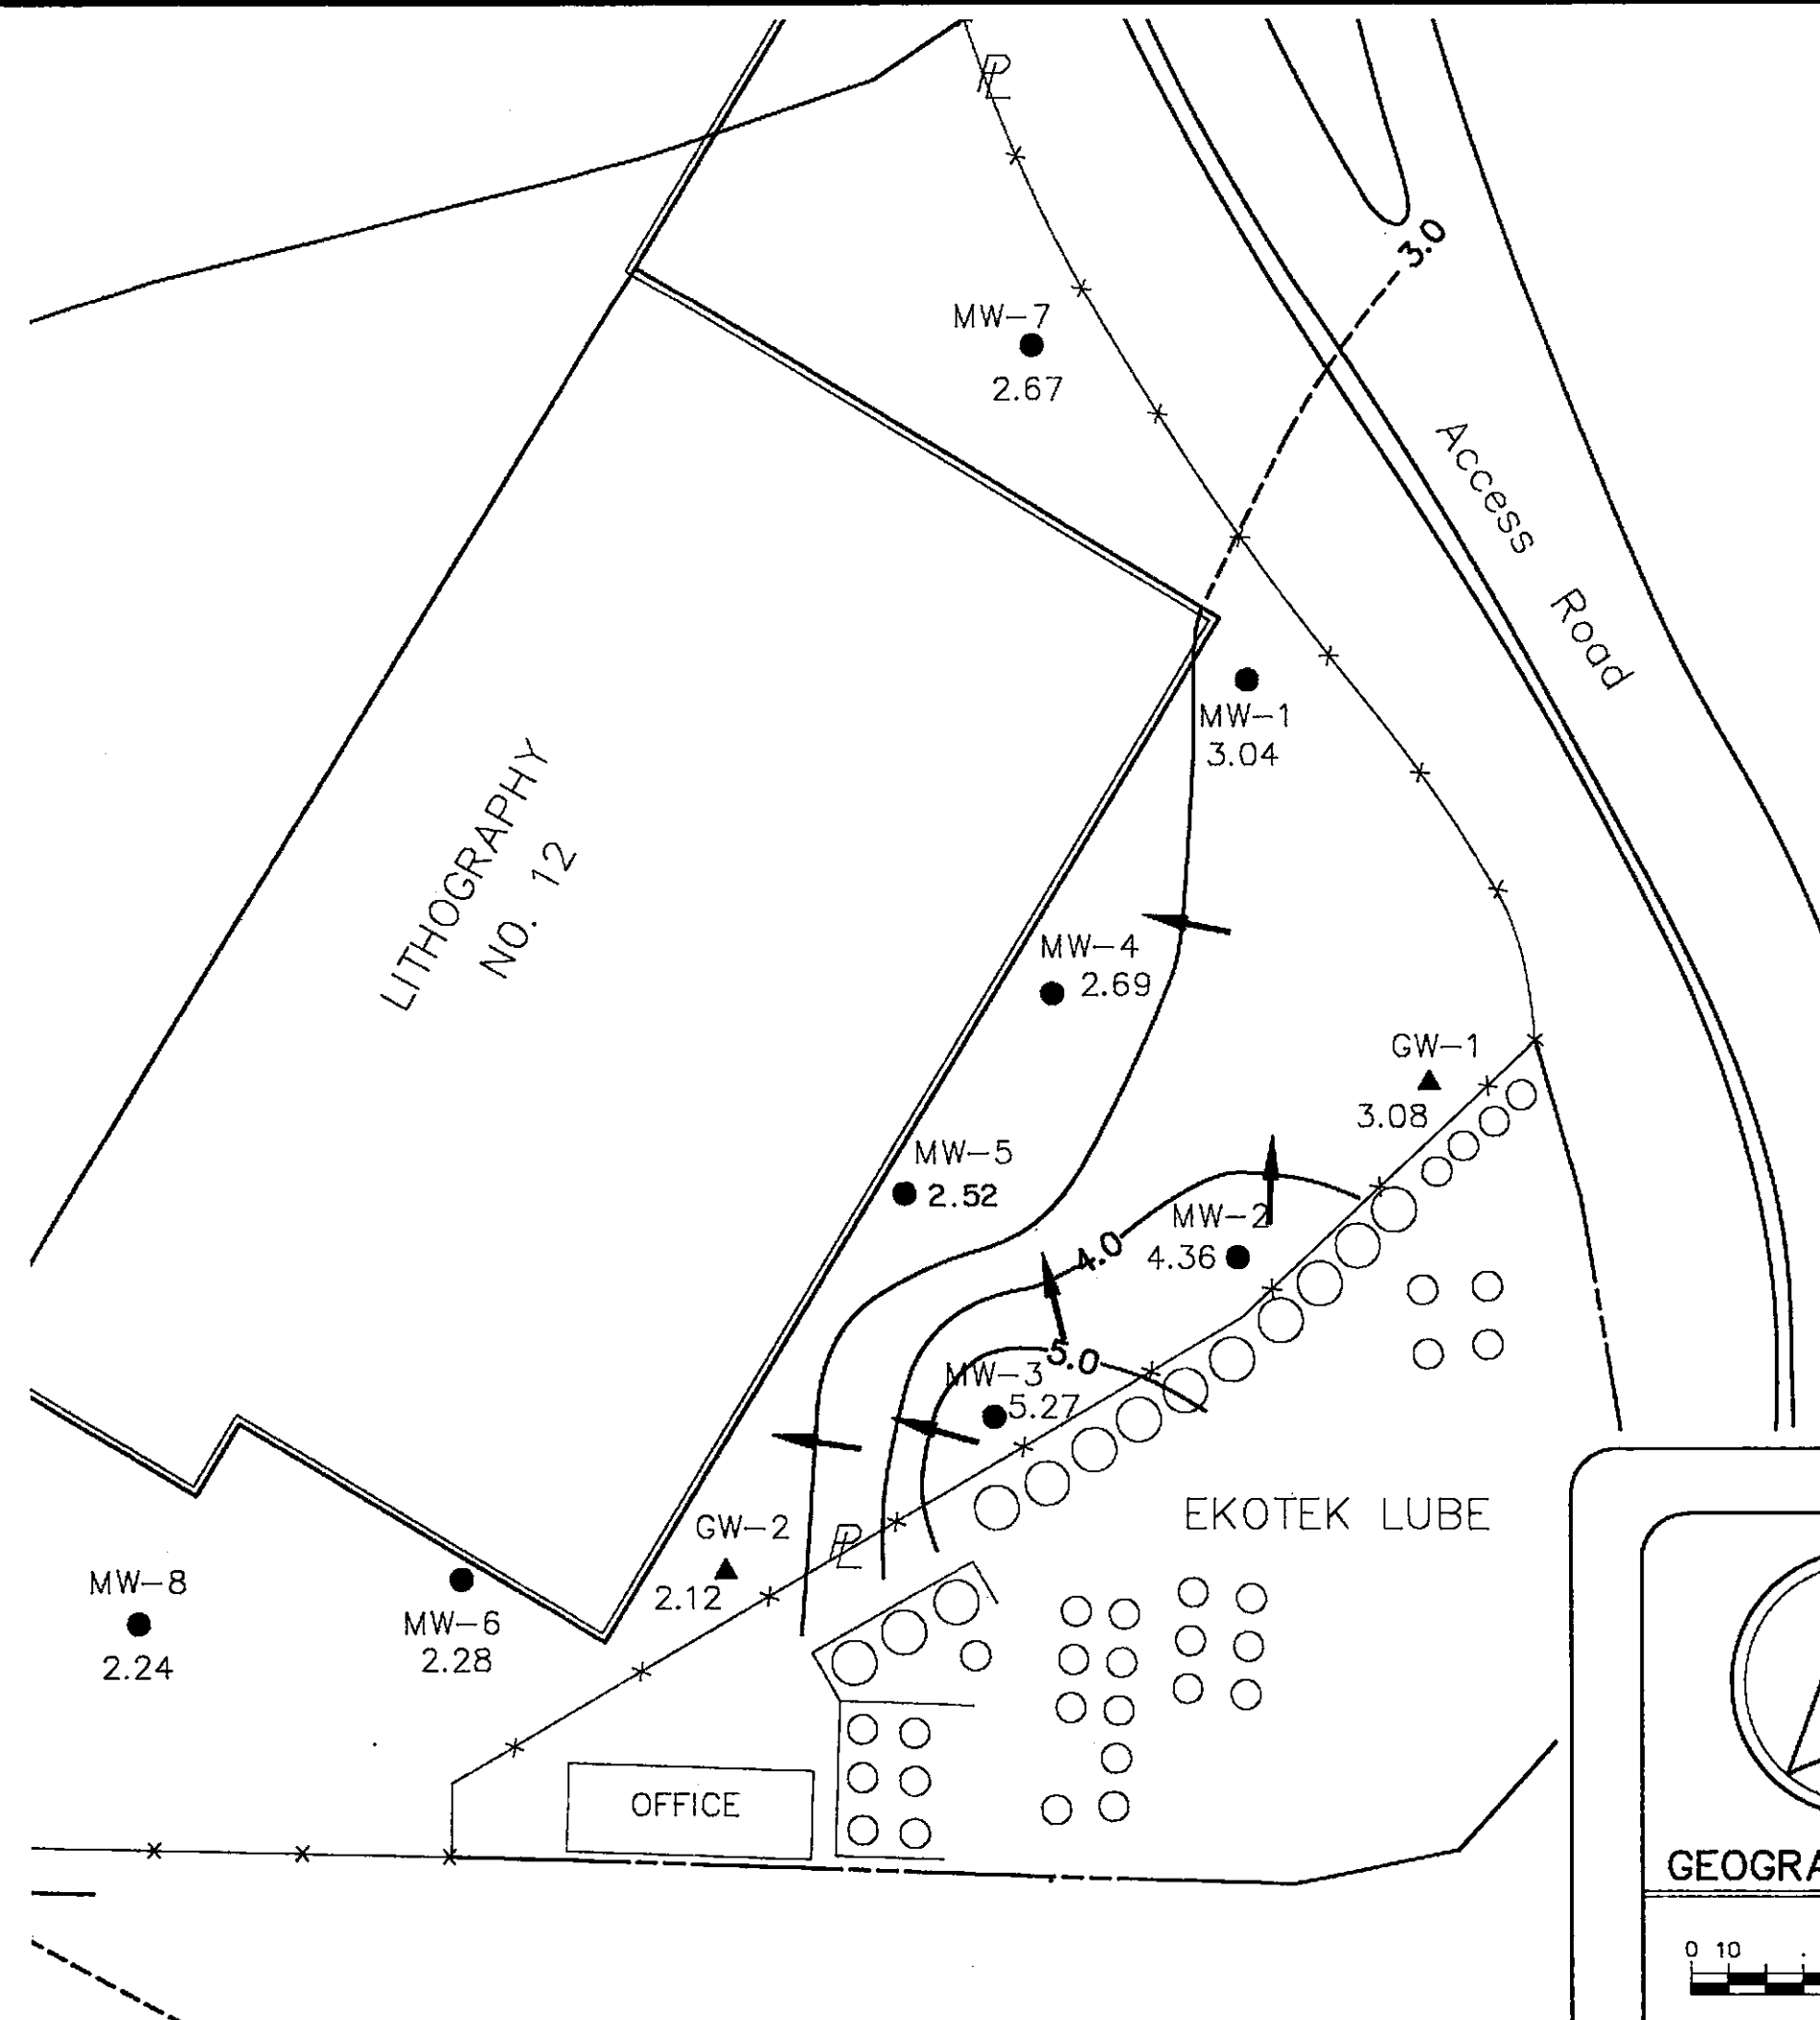 PL
3.0
MW-7
2.67
Access Road
MW-1
3.04
LITHOGRAPHY
NO. 12
MW-4
2.69
GW-1
3.08
MW-5
2.52
MW-2
4.0
4.36
5.0
MW-3
5.27
EKOTEK LUBE
GW-2
PL
2.12
MW-8
2.24
MW-6
2.28
OFFICE
GEOGRA
0 10